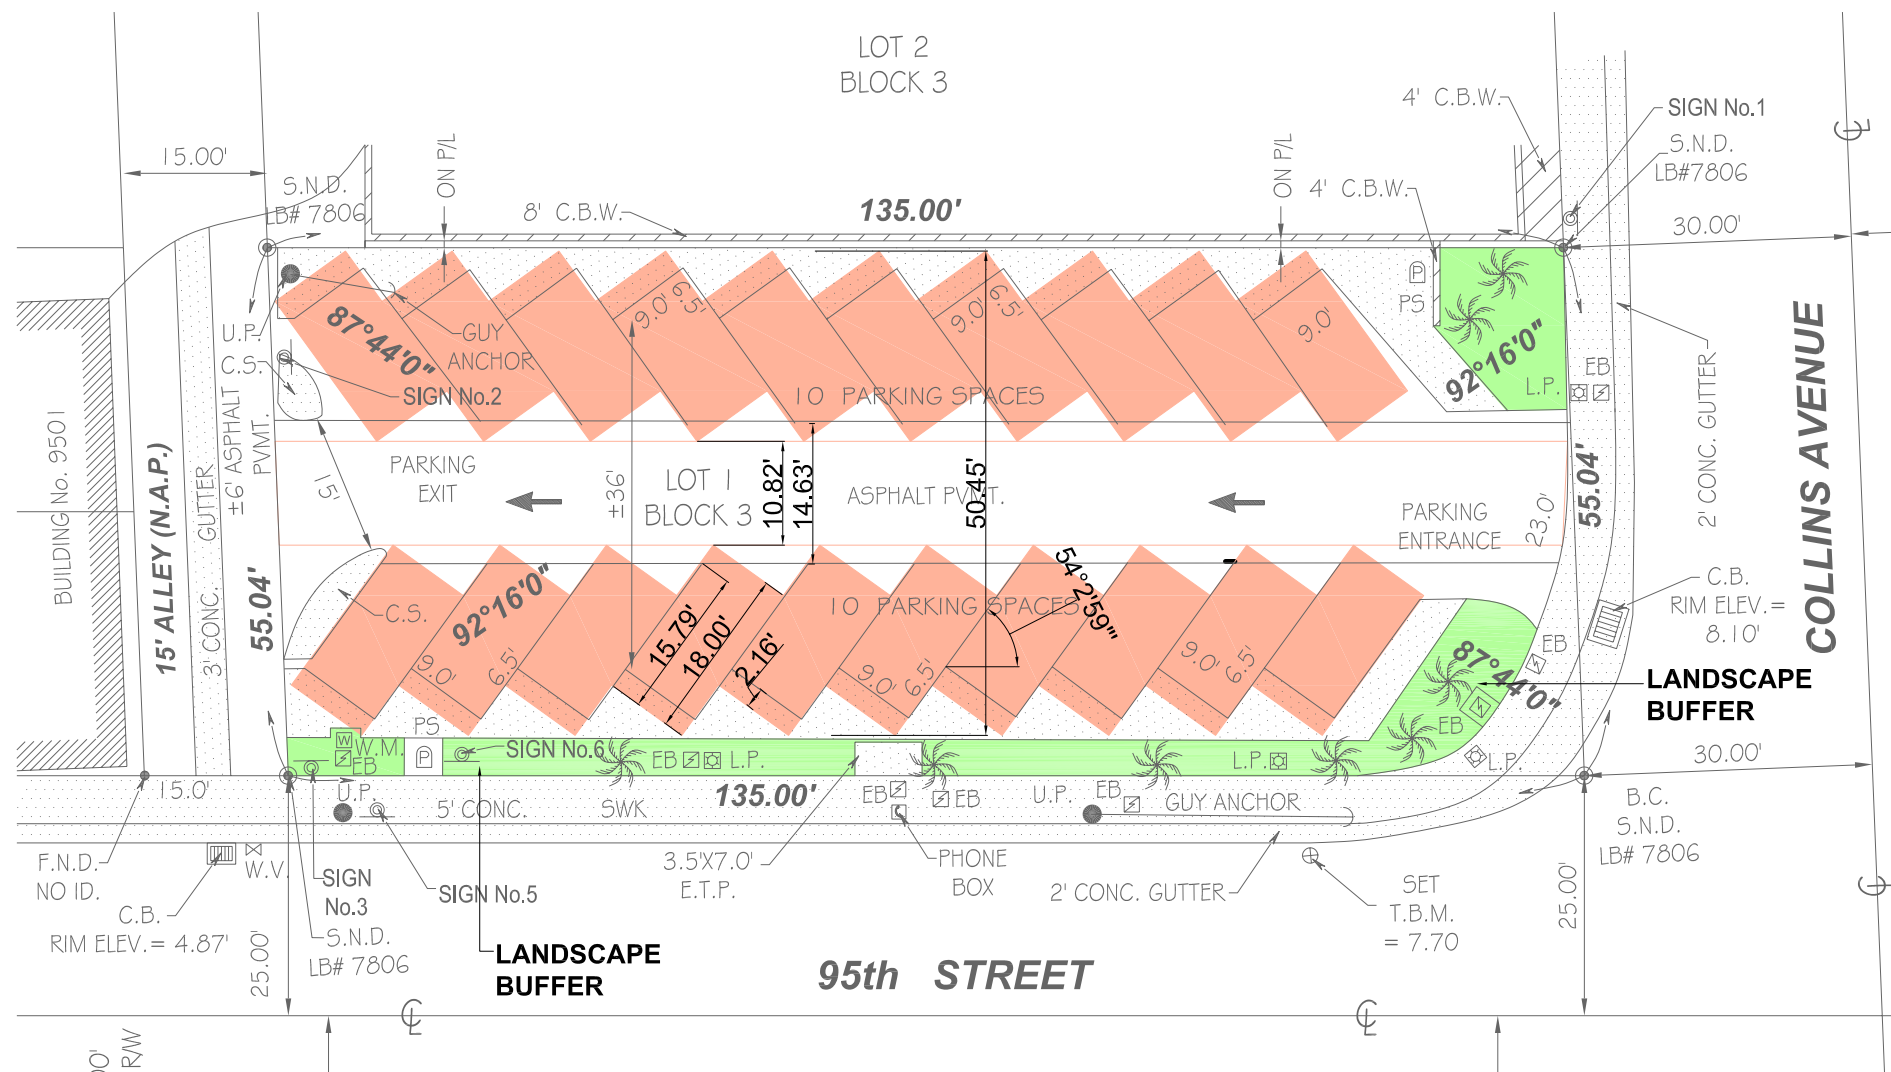 LOT 2
BLOCK 3
4' C.B.W.
SIGN No.1
S.N.D.
LB#7806
℄
15.00'
S.N.D.
LB# 7806
ON P/L
8' C.B.W.
135.00'
ON P/L
4' C.B.W.
30.00'
U.P.
C.S.
87°44'0"
GUY
ANCHOR
SIGN No.2
9.0'
6.5'
9.0'
6.5'
9.0'
P
PS
92°16'0"
L.P.
EB
10 PARKING SPACES
2' CONC. GUTTER
COLLINS AVENUE
BUILDING No. 9501
15' ALLEY (N.A.P.)
3' CONC. GUTTER
±6' ASPHALT
PVMT.
55.04'
PARKING
EXIT
15'
±36'
LOT 1
BLOCK 3
10.82'
14.63'
ASPHALT PVMT.
50.45'
PARKING
ENTRANCE
23.0'
55.04'
C.S.
92°16'0"
10 PARKING SPACES
54°2'59"
15.79'
18.00'
2.16'
9.0'
6.5'
9.0'
6.5'
9.0'
6.5'
87°44'0"
EB
EB
C.B.
RIM ELEV.=
8.10'
LANDSCAPE
BUFFER
L.P.
30.00'
W
W.M.
EB
PS
P
SIGN No.6
EB
L.P.
L.P.
15.0'
U.P.
5' CONC.
SWK
135.00'
EB
EB
U.P.
EB
GUY ANCHOR
B.C.
S.N.D.
LB# 7806
F.N.D.
NO ID.
W.V.
C.B.
RIM ELEV.= 4.87'
SIGN
No.3
S.N.D.
LB# 7806
SIGN No.5
3.5'X7.0'
E.T.P.
PHONE
BOX
2' CONC. GUTTER
SET
T.B.M.
= 7.70
25.00'
℄
25.00'
LANDSCAPE
BUFFER
95th STREET
℄
℄
00'
R/W